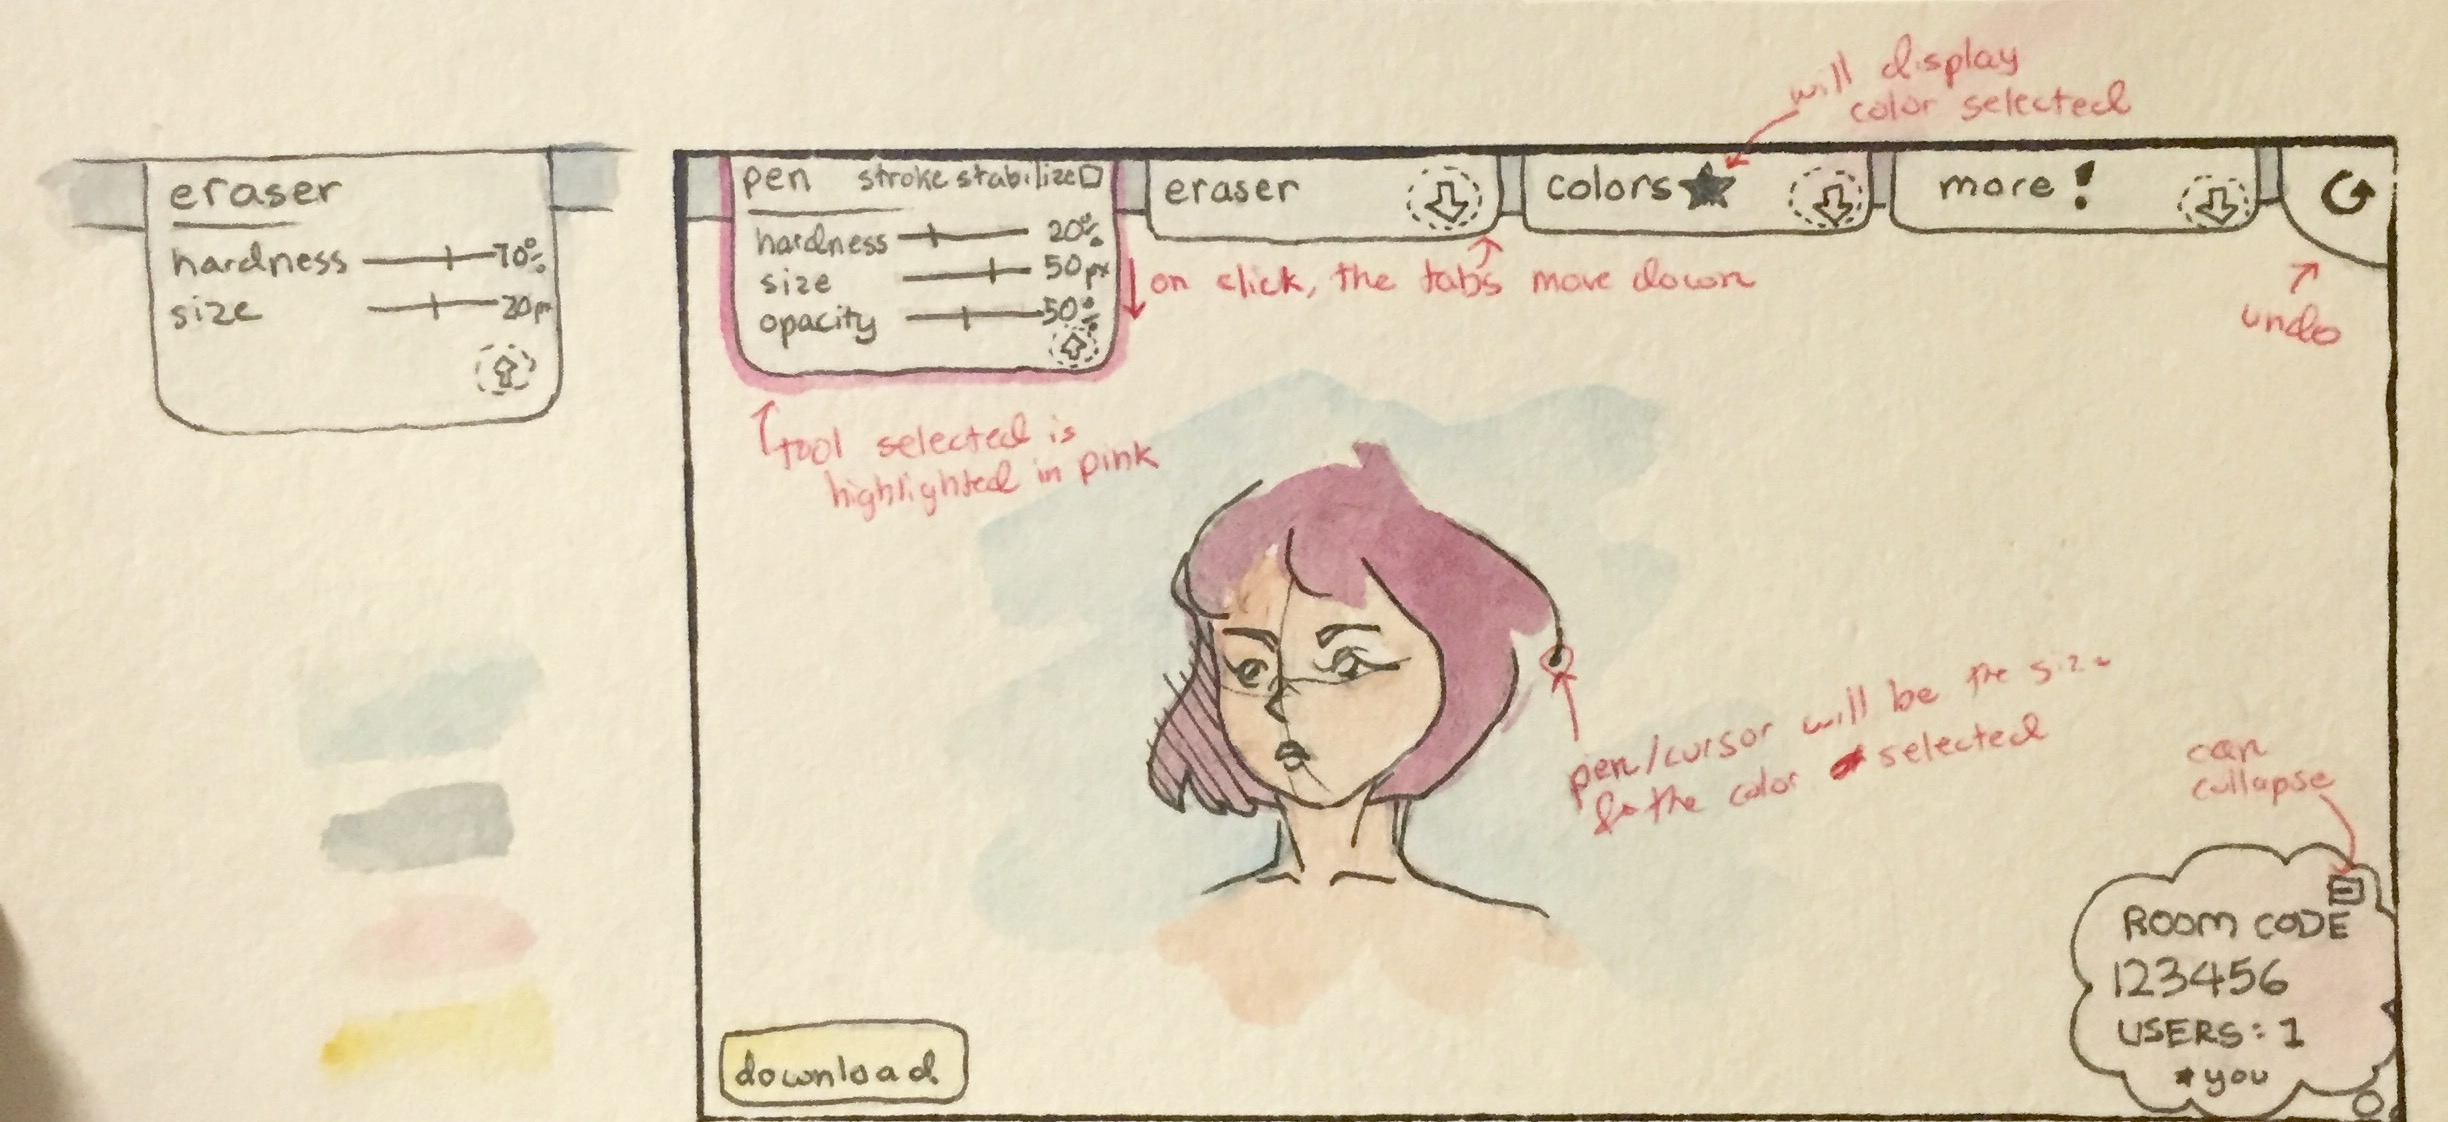 will display
color selected
eraser
hardness 70%
size 20p
pen stroke stabilize
hardness 20%
size 50px
opacity 50%
eraser
colors
more!
on click, the tabs move down
undo
tool selected is
highlighted in pink
pen/cursor will be the size
& the color selected
can
collapse
ROOM CODE
123456
USERS: 1
you
download